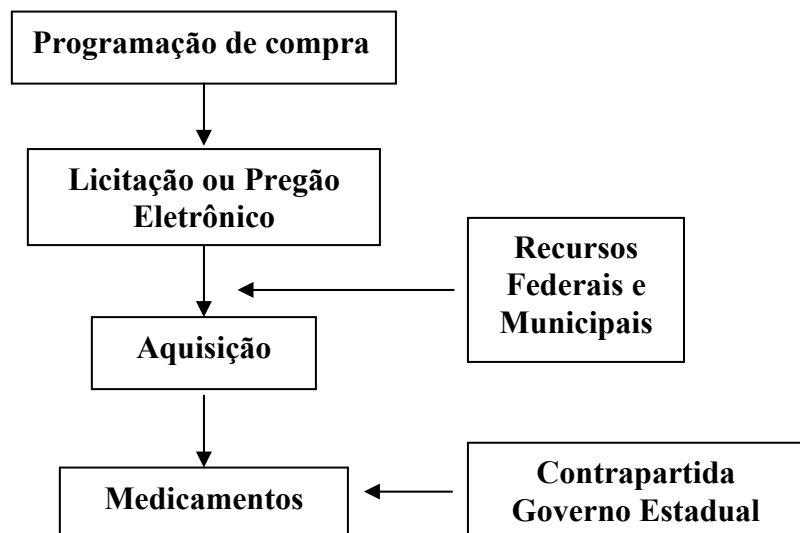 Programação de compra
Licitação ou Pregão
Eletrônico
Recursos
Federais e
Municipais
Aquisição
Contrapartida
Governo Estadual
Medicamentos